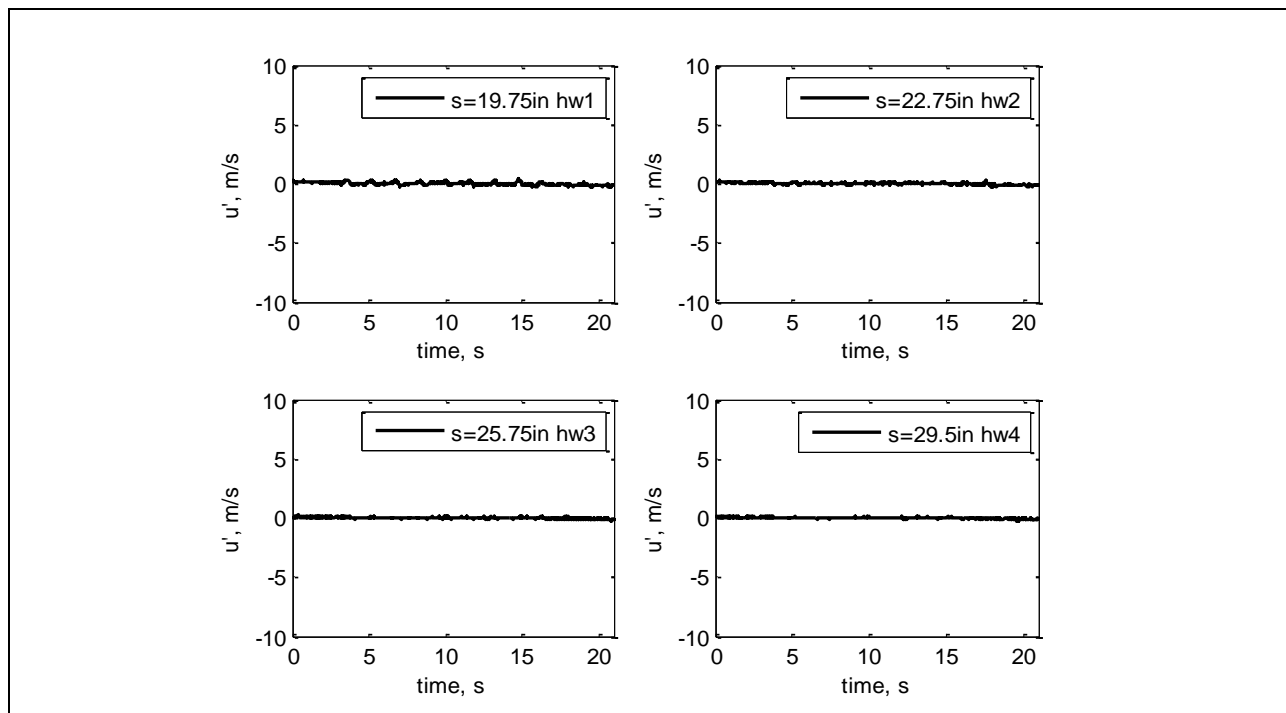 10
5
0
-5
-10
u', m/s
s=19.75in hw1
0 5 10 15 20
time, s
10
5
0
-5
-10
u', m/s
s=22.75in hw2
0 5 10 15 20
time, s
10
5
0
-5
-10
u', m/s
s=25.75in hw3
0 5 10 15 20
time, s
10
5
0
-5
-10
u', m/s
s=29.5in hw4
0 5 10 15 20
time, s